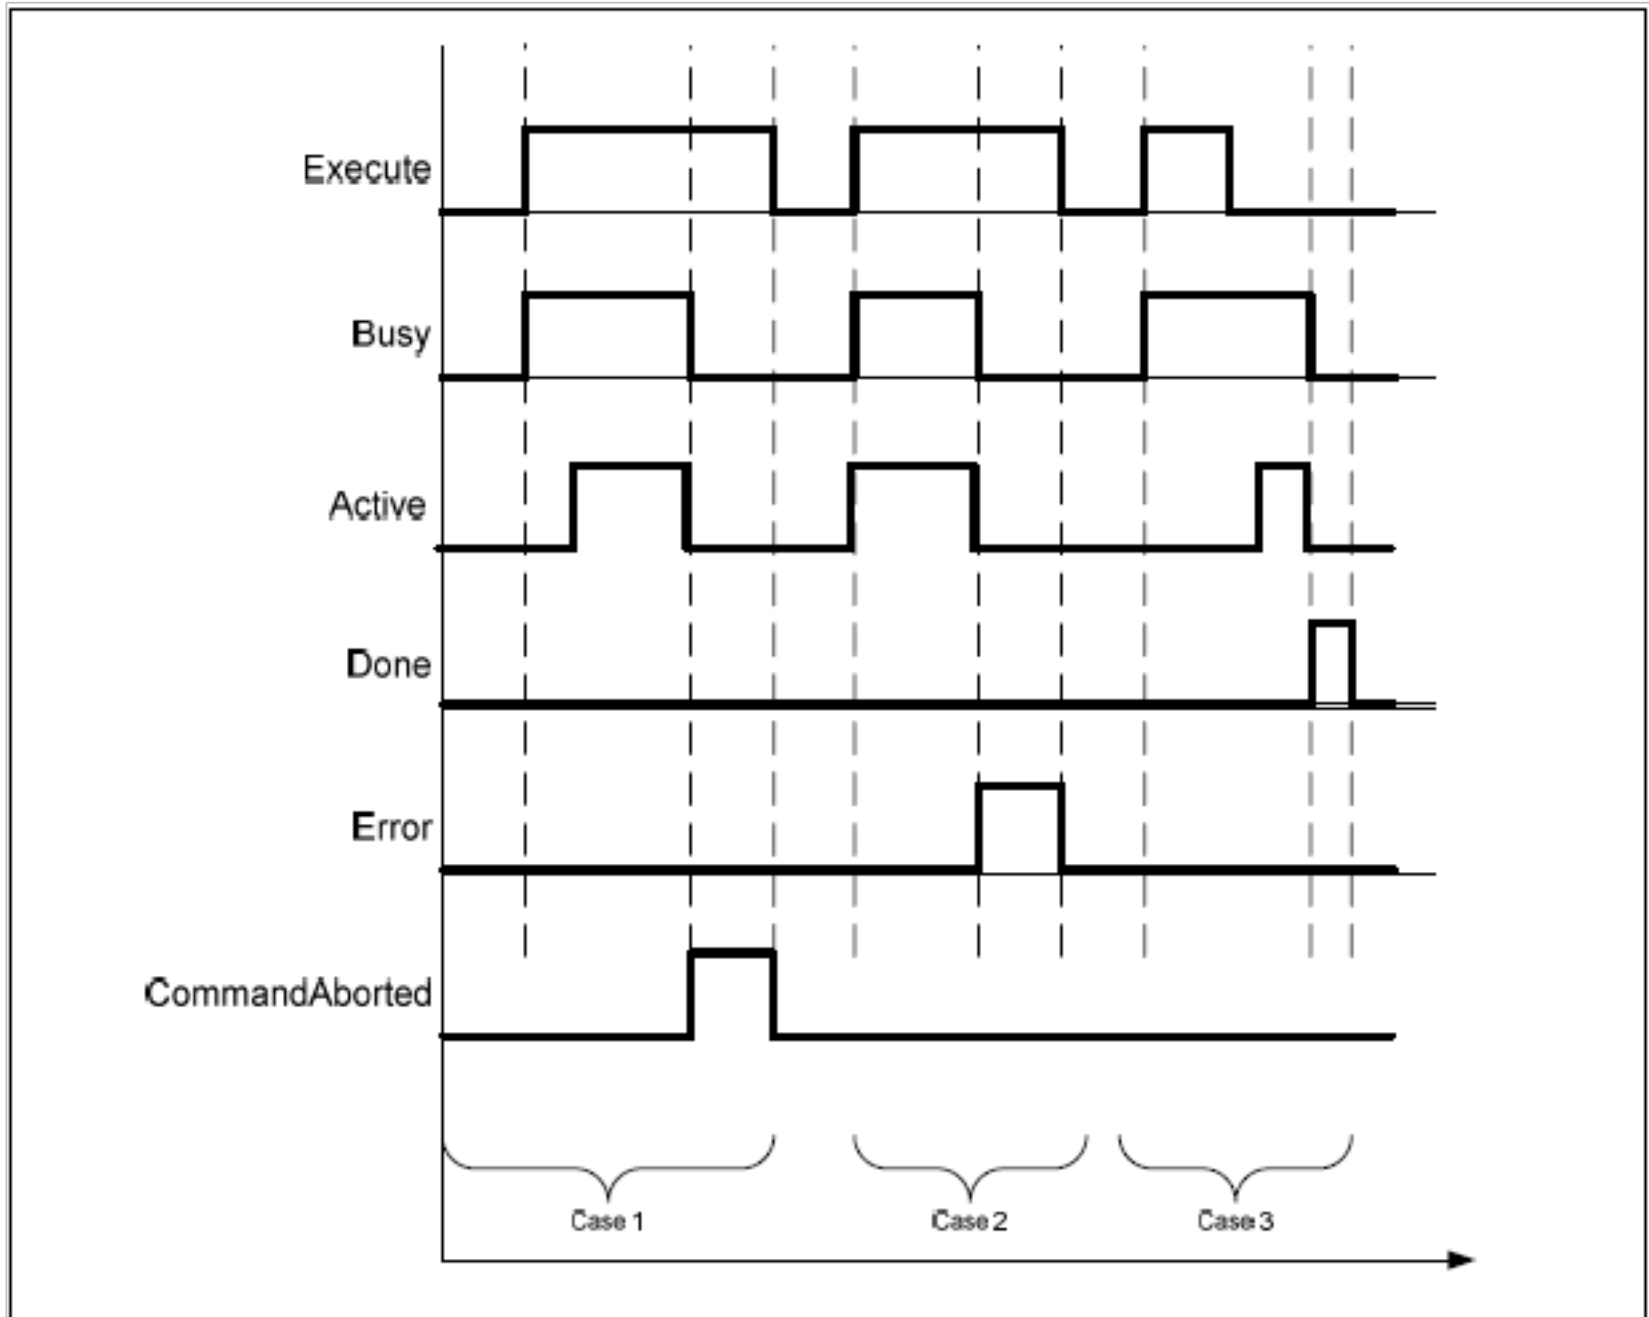 Execute
Busy
Active
Done
Error
CommandAborted
Case 1
Case 2
Case 3